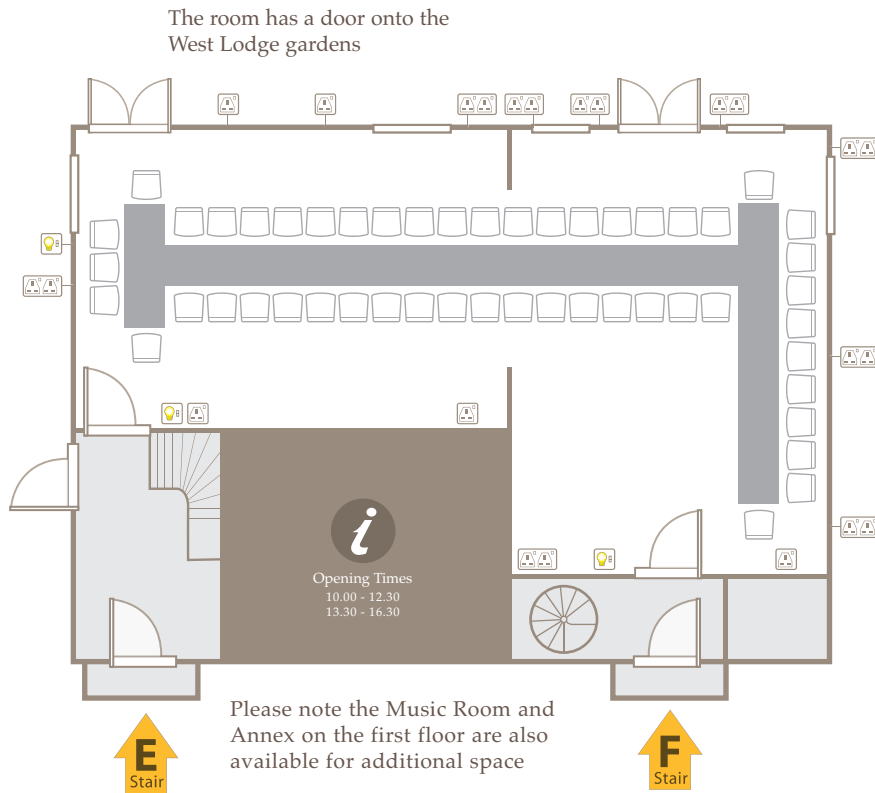 The room has a door onto the
West Lodge gardens
i
Opening Times
10.00 - 12.30
13.30 - 16.30
Please note the Music Room and
Annex on the first floor are also
available for additional space
E
Stair
F
Stair